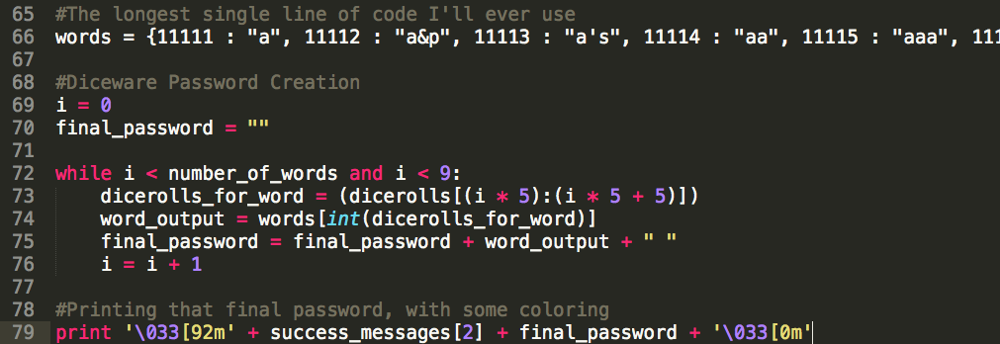 65 #The longest single line of code I'll ever use
66 words = {11111 : "a", 11112 : "a&p", 11113 : "a's", 11114 : "aa", 11115 : "aaa", 111
67
68 #Diceware Password Creation
69 i = 0
70 final_password = ""
71
72 while i < number_of_words and i < 9:
73     dicerolls_for_word = (dicerolls[(i * 5):(i * 5 + 5)])
74     word_output = words[int(dicerolls_for_word)]
75     final_password = final_password + word_output + " "
76     i = i + 1
77
78 #Printing that final password, with some coloring
79 print '\033[92m' + success_messages[2] + final_password + '\033[0m'